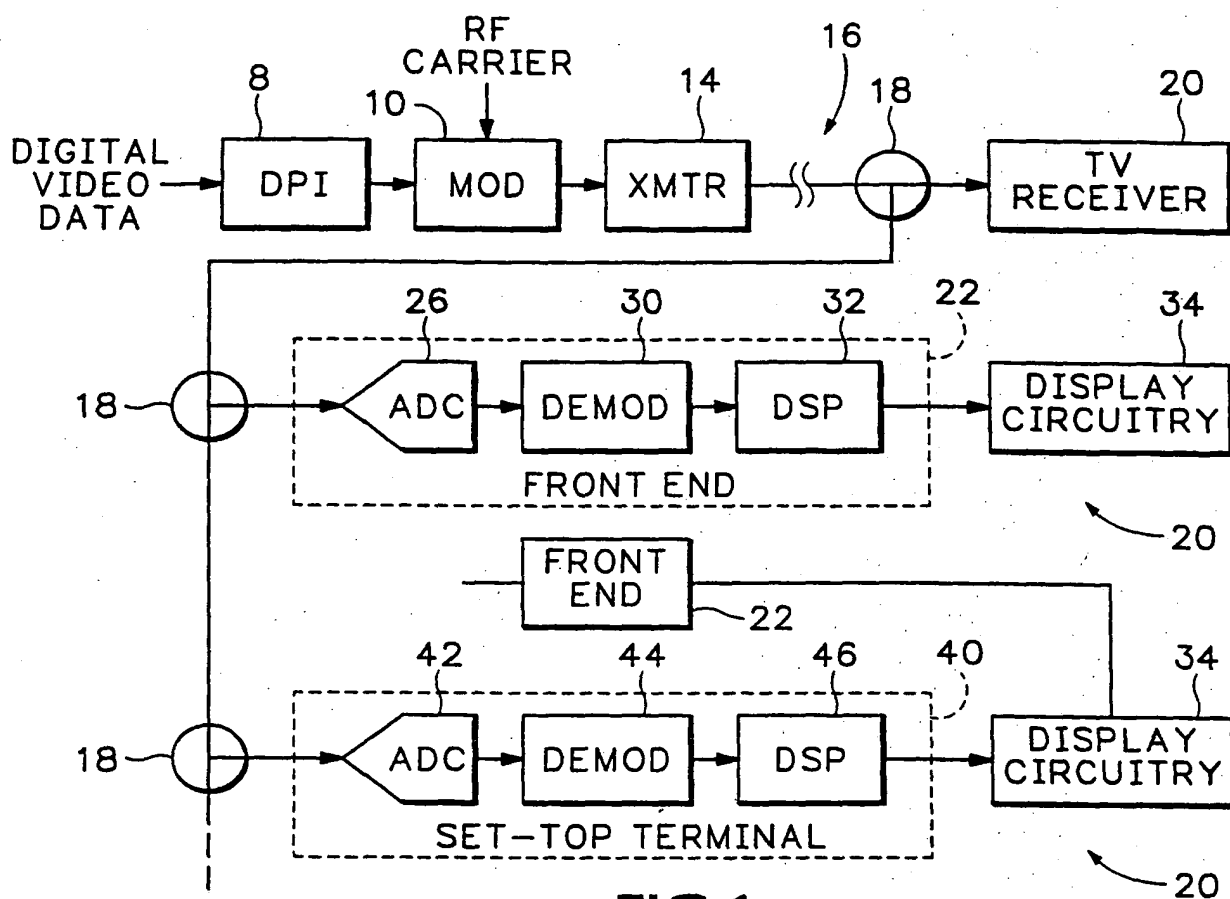 RF
CARRIER
16
8
10
14
18
20
DIGITAL
VIDEO
DATA
DPI
MOD
XMTR
TV
RECEIVER
26
30
32
22
34
18
ADC
DEMOD
DSP
DISPLAY
CIRCUITRY
FRONT END
20
FRONT
END
22
42
44
46
40
34
18
ADC
DEMOD
DSP
DISPLAY
CIRCUITRY
SET-TOP TERMINAL
20